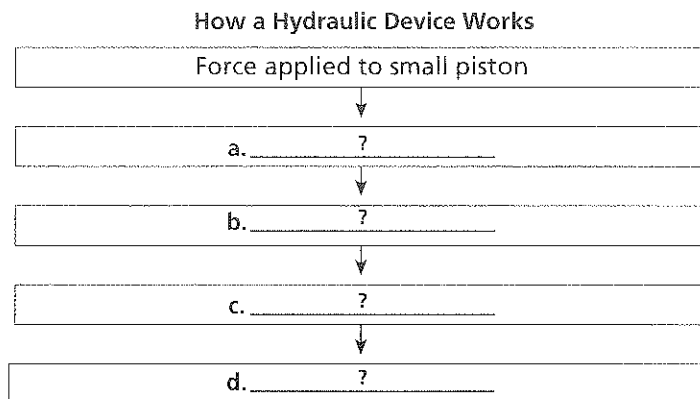 How a Hydraulic Device Works
Force applied to small piston
a. ?
b. ?
c. ?
d. ?